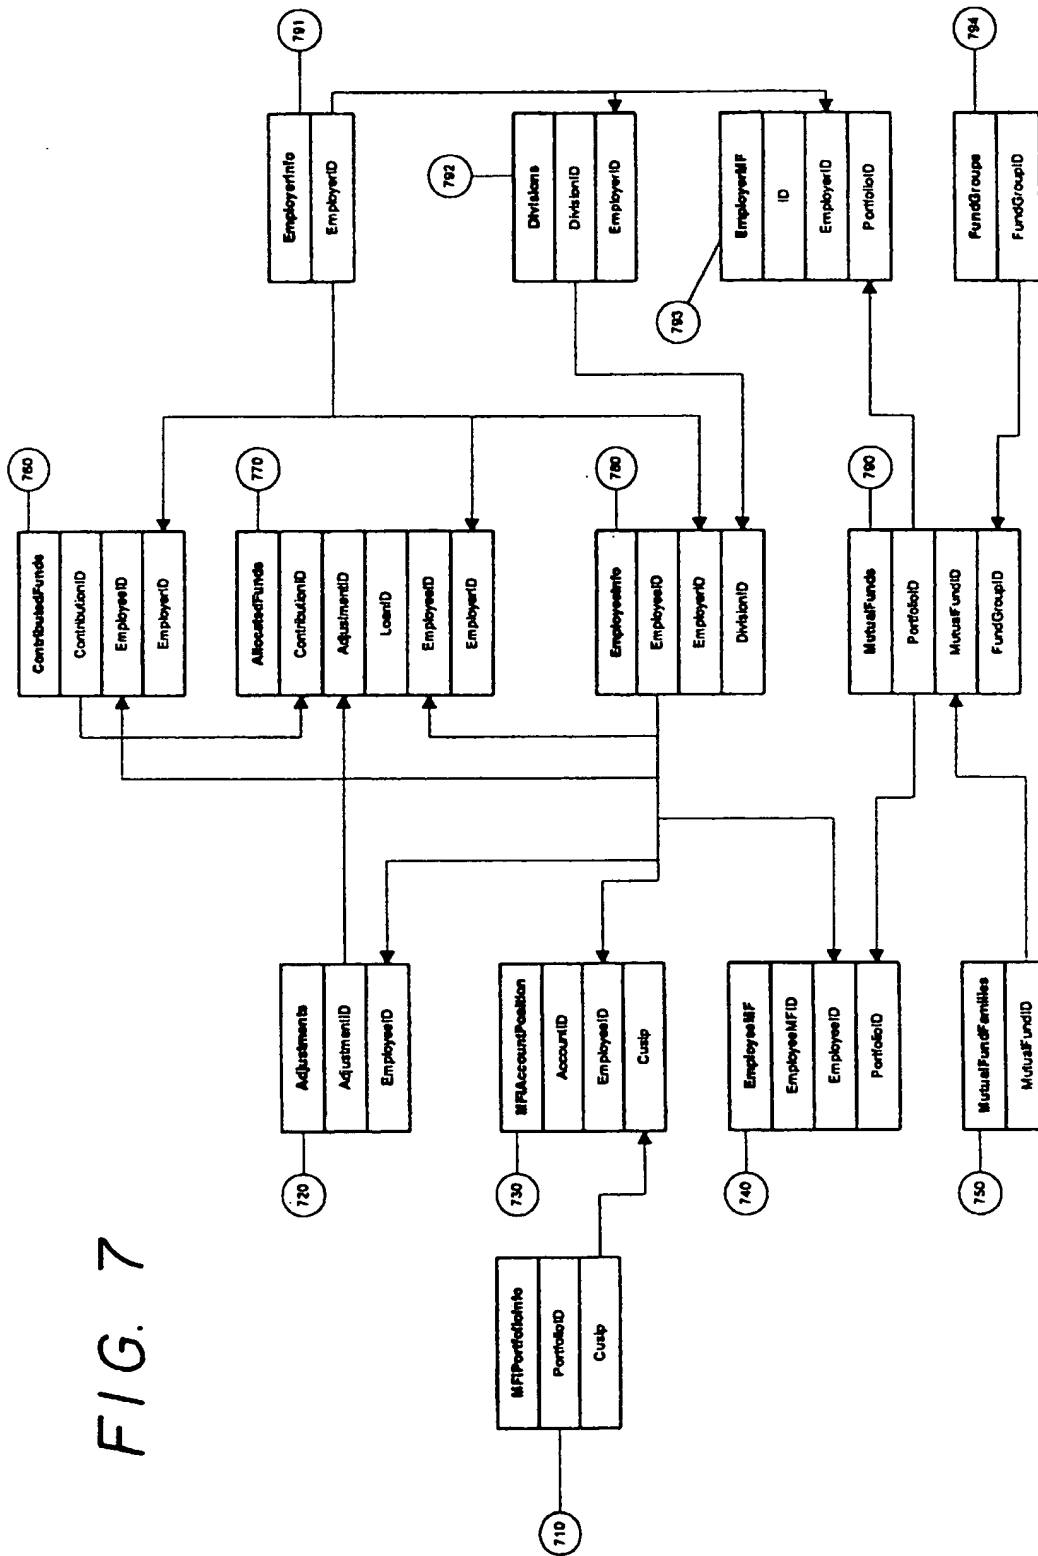 FIG. 7
710
MFIPortfolioInfo
PortfolioID
Cusip
720
Adjustments
AdjustmentID
EmployeeID
730
MFIAccountPosition
AccountID
EmployeeID
Cusip
740
EmployeeMF
EmployeeMFID
EmployeeID
PortfolioID
750
MutualFundFamilies
MutualFundID
760
ContributedFunds
ContributionID
EmployeeID
EmployerID
770
AllocatedFunds
ContributionID
AdjustmentID
LoanID
EmployeeID
EmployerID
780
EmployeeInfo
EmployeeID
EmployerID
DivisionID
790
MutualFunds
PortfolioID
MutualFundID
FundGroupID
791
EmployerInfo
EmployerID
792
Divisions
DivisionID
EmployerID
793
EmployerMF
ID
EmployerID
PortfolioID
794
FundGroups
FundGroupID